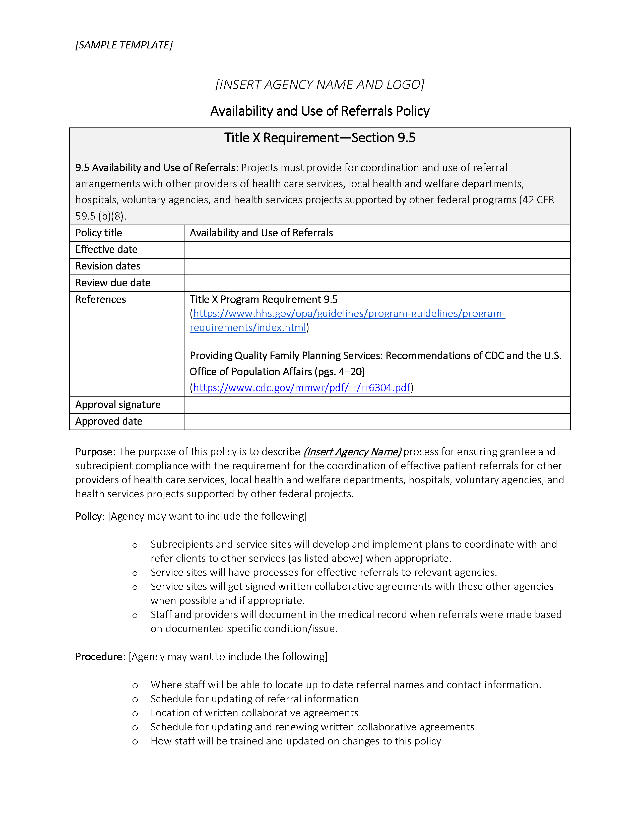 [SAMPLE TEMPLATE]
[INSERT AGENCY NAME AND LOGO]
Availability and Use of Referrals Policy
Title X Requirement—Section 9.5
9.5 Availability and Use of Referrals: Projects must provide for coordination and use of referral
arrangements with other providers of health care services, local health and welfare departments,
hospitals, voluntary agencies, and health services projects supported by other federal programs (42 CFR
59.5 (b)(8).
Policy title Availability and Use of Referrals
Effective date
Revision dates
Review due date
References Title X Program Requirement 9.5
(https://www.hhs.gov/opa/guidelines/program-guidelines/program-
requirements/index.html)
Providing Quality Family Planning Services: Recommendations of CDC and the U.S.
Office of Population Affairs (pgs. 4–20)
(https://www.cdc.gov/mmwr/pdf/rr/rr6304.pdf)
Approval signature
Approved date
Purpose: The purpose of this policy is to describe (Insert Agency Name) process for ensuring grantee and
subrecipient compliance with the requirement for the coordination of effective patient referrals for other
providers of health care services, local health and welfare departments, hospitals, voluntary agencies, and
health services projects supported by other federal projects.
Policy: [Agency may want to include the following]
o Subrecipients and service sites will develop and implement plans to coordinate with and
refer clients to other services (as listed above) when appropriate.
o Service sites will have processes for effective referrals to relevant agencies.
o Service sites will get signed written collaborative agreements with these other agencies
when possible and if appropriate.
o Staff and providers will document in the medical record when referrals were made based
on documented specific condition/issue.
Procedure: [Agency may want to include the following]
o Where staff will be able to locate up to date referral names and contact information.
o Schedule for updating of referral information
o Location of written collaborative agreements
o Schedule for updating and renewing written collaborative agreements
o How staff will be trained and updated on changes to this policy